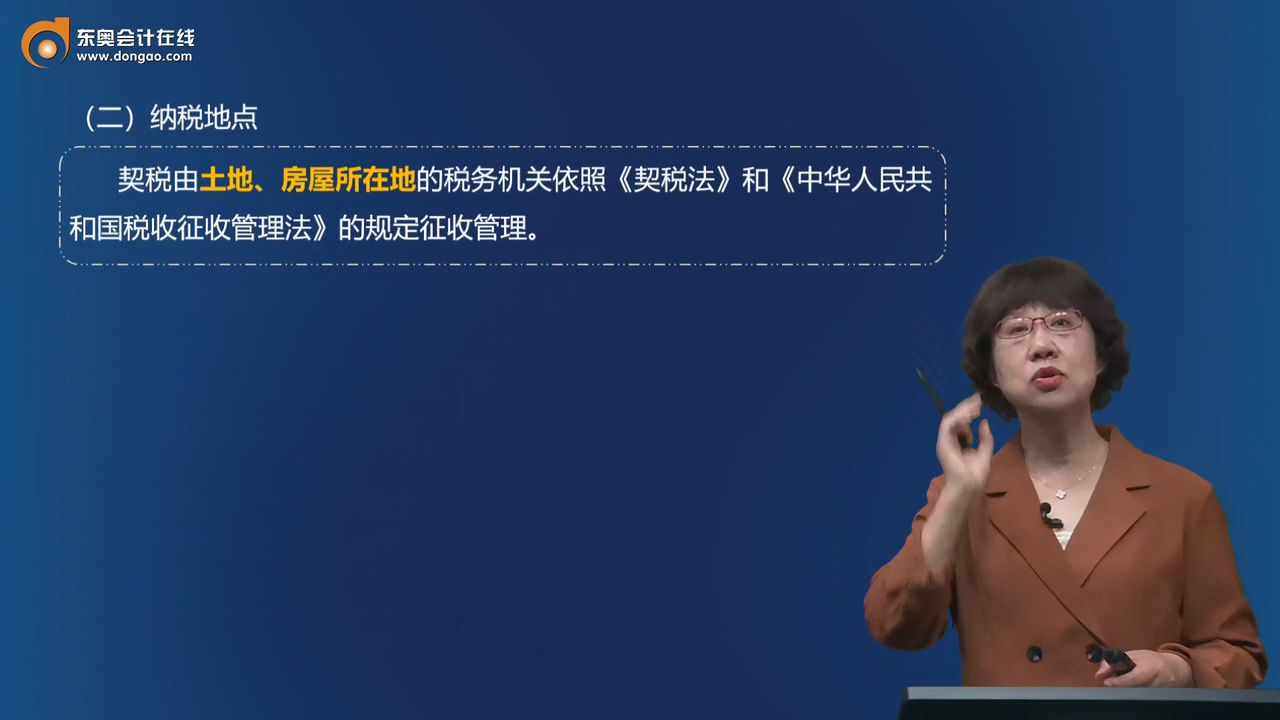 东奥会计在线
www.dongao.com
（二）纳税地点
契税由土地、房屋所在地的税务机关依照《契税法》和《中华人民共
和国税收征收管理法》的规定征收管理。